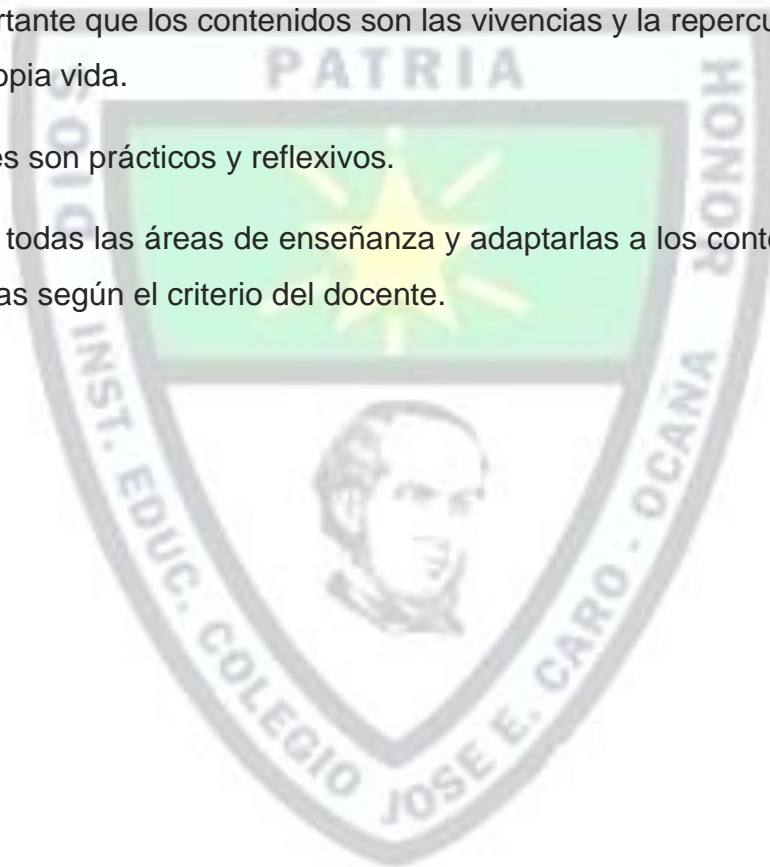 rtante que los contenidos son las vivencias y la repercu
opia vida.
es son prácticos y reflexivos.
todas las áreas de enseñanza y adaptarlas a los conte
as según el criterio del docente.
DIOS
PATRIA
HONOR
INST. EDUC. COLEGIO JOSE E. CARO - OCAÑA